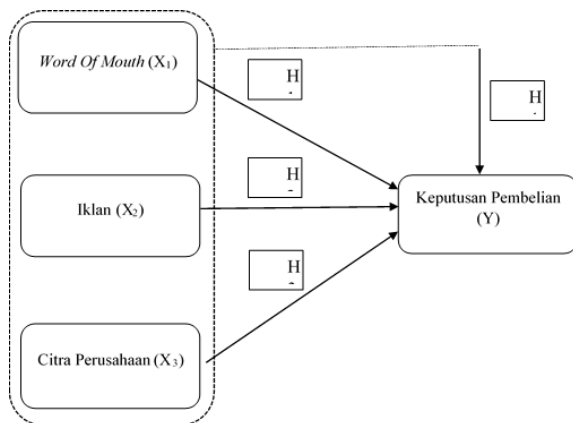 Word Of Mouth (X1)
H
H
H
Iklan (X2)
Keputusan Pembelian
(Y)
H
Citra Perusahaan (X3)